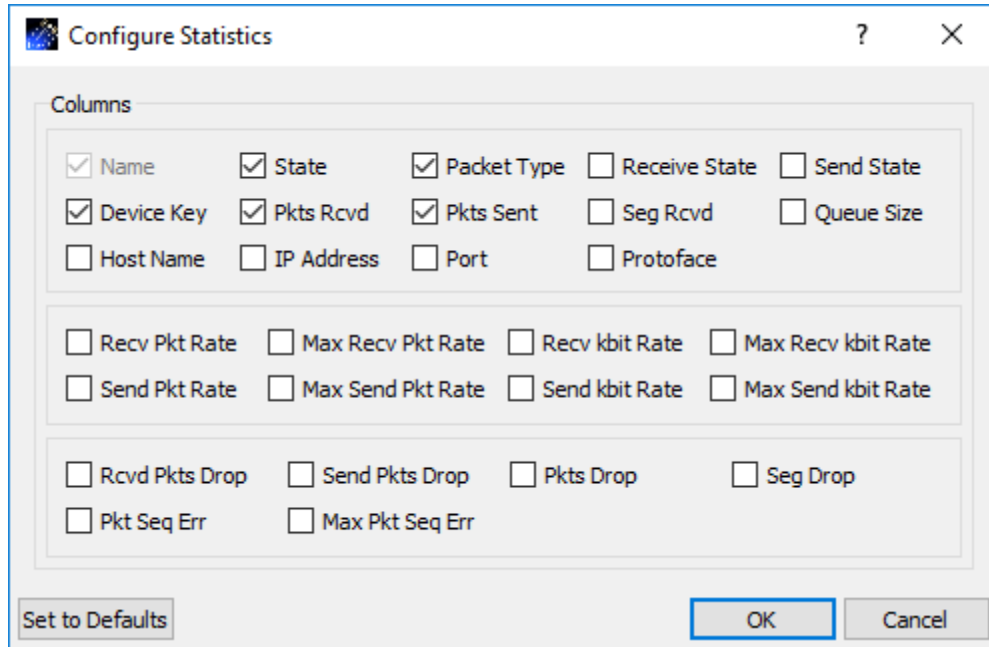 Configure Statistics ?
Columns
Name State Packet Type Receive State Send State
Device Key Pkts Rcvd Pkts Sent Seg Rcvd Queue Size
Host Name IP Address Port Protoface
Recv Pkt Rate Max Recv Pkt Rate Recv kbit Rate Max Recv kbit Rate
Send Pkt Rate Max Send Pkt Rate Send kbit Rate Max Send kbit Rate
Rcvd Pkts Drop Send Pkts Drop Pkts Drop Seg Drop
Pkt Seq Err Max Pkt Seq Err
Set to Defaults OK Cancel